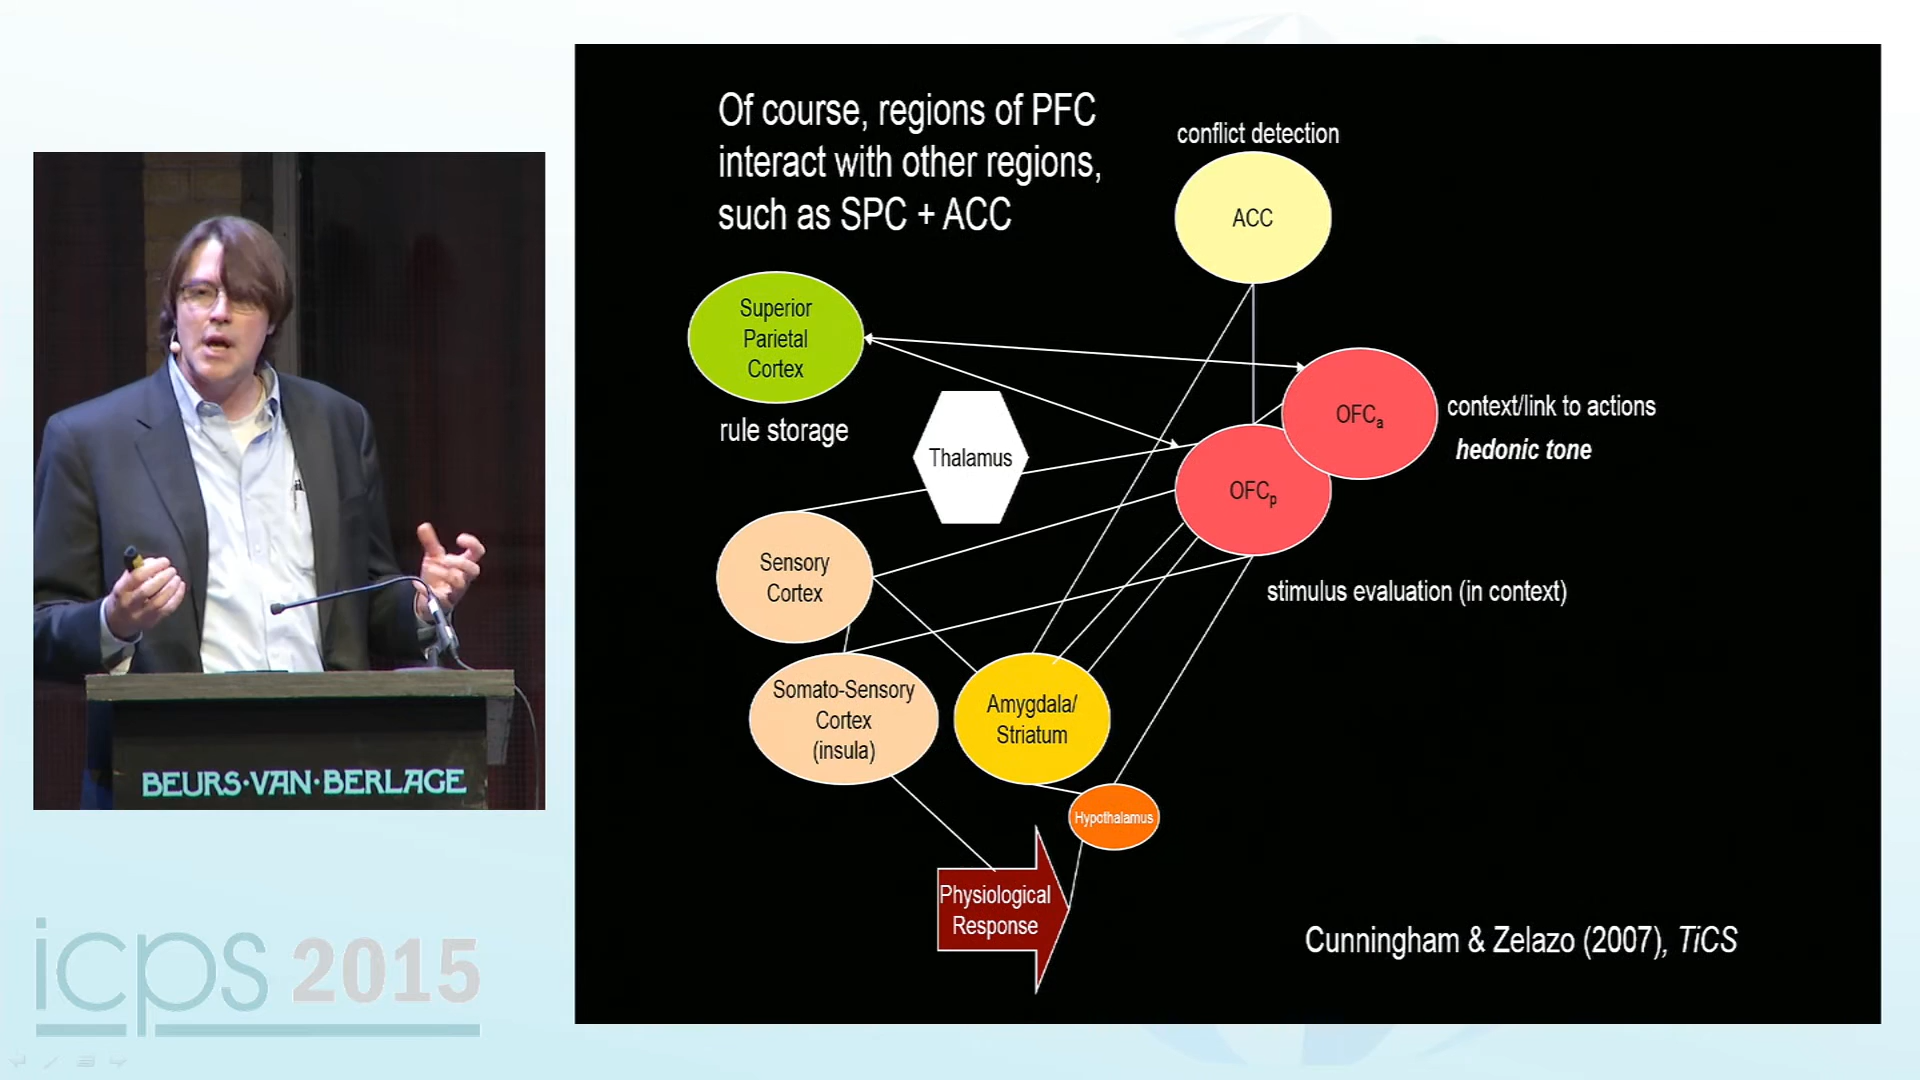 Of course, regions of PFC
interact with other regions,
such as SPC + ACC
conflict detection
ACC
Superior
Parietal
Cortex
rule storage
Thalamus
OFCa
context/link to actions
hedonic tone
OFCp
Sensory
Cortex
stimulus evaluation (in context)
Somato-Sensory
Cortex
(insula)
Amygdala/
Striatum
Hypothalamus
Physiological
Response
Cunningham & Zelazo (2007), TiCS
BEURS·VAN·BERLAGE
icps 2015